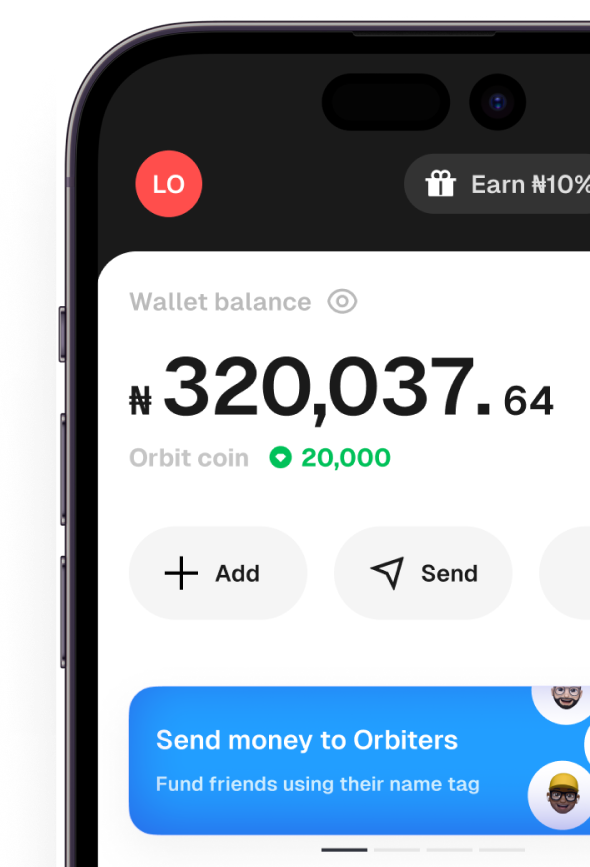 LO
Earn ₦10%
Wallet balance
₦320,037.64
Orbit coin 20,000
Add
Send
Send money to Orbiters
Fund friends using their name tag